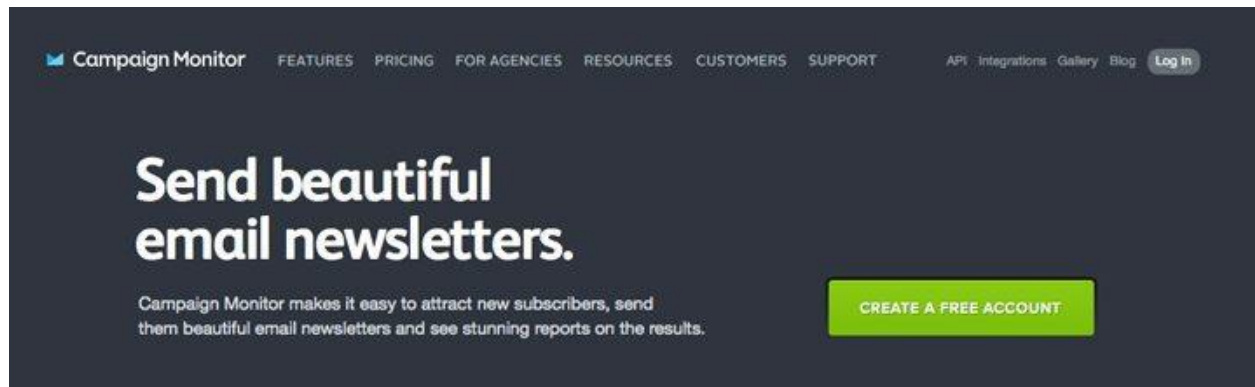 Campaign Monitor FEATURES PRICING FOR AGENCIES RESOURCES CUSTOMERS SUPPORT API Integrations Gallery Blog Log In
Send beautiful
email newsletters.
Campaign Monitor makes it easy to attract new subscribers, send
them beautiful email newsletters and see stunning reports on the results.
CREATE A FREE ACCOUNT